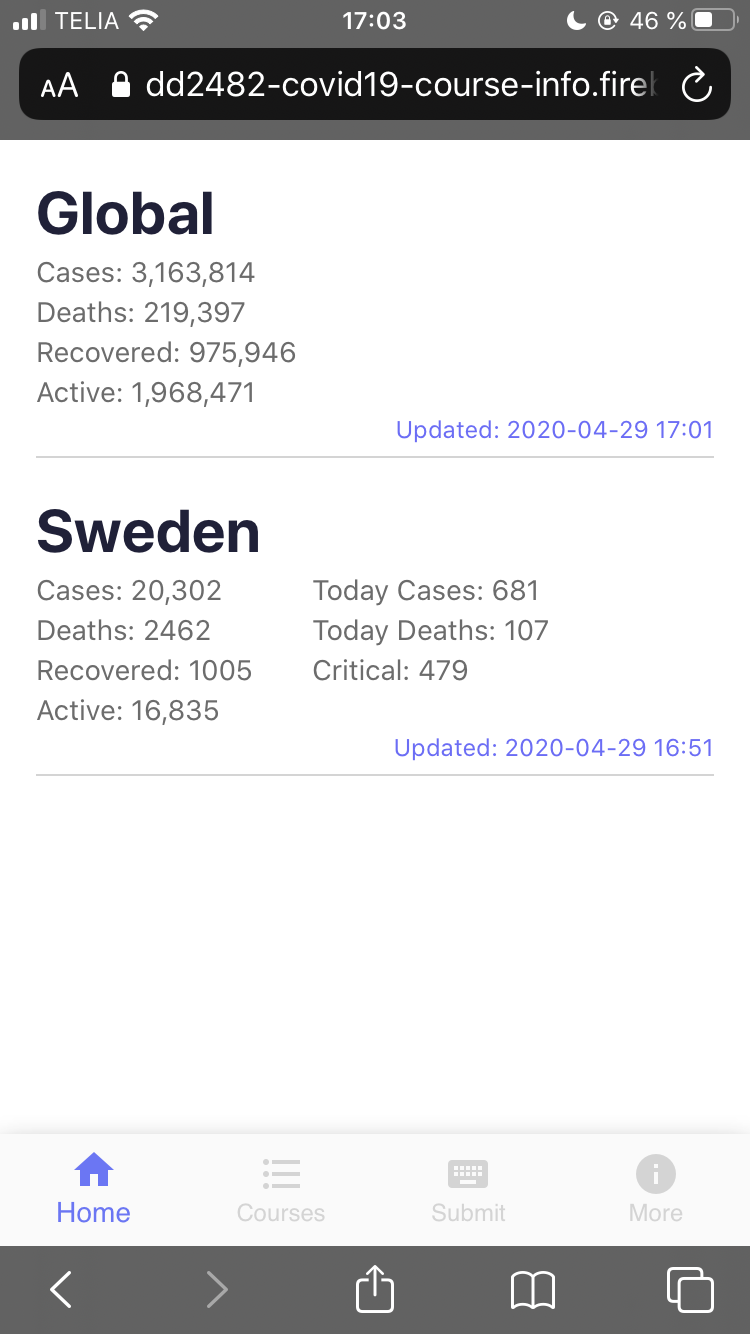 TELIA 17:03 46 %
AA dd2482-covid19-course-info.fire
Global
Cases: 3,163,814
Deaths: 219,397
Recovered: 975,946
Active: 1,968,471
Updated: 2020-04-29 17:01
Sweden
Cases: 20,302 Today Cases: 681
Deaths: 2462 Today Deaths: 107
Recovered: 1005 Critical: 479
Active: 16,835
Updated: 2020-04-29 16:51
Home Courses Submit More